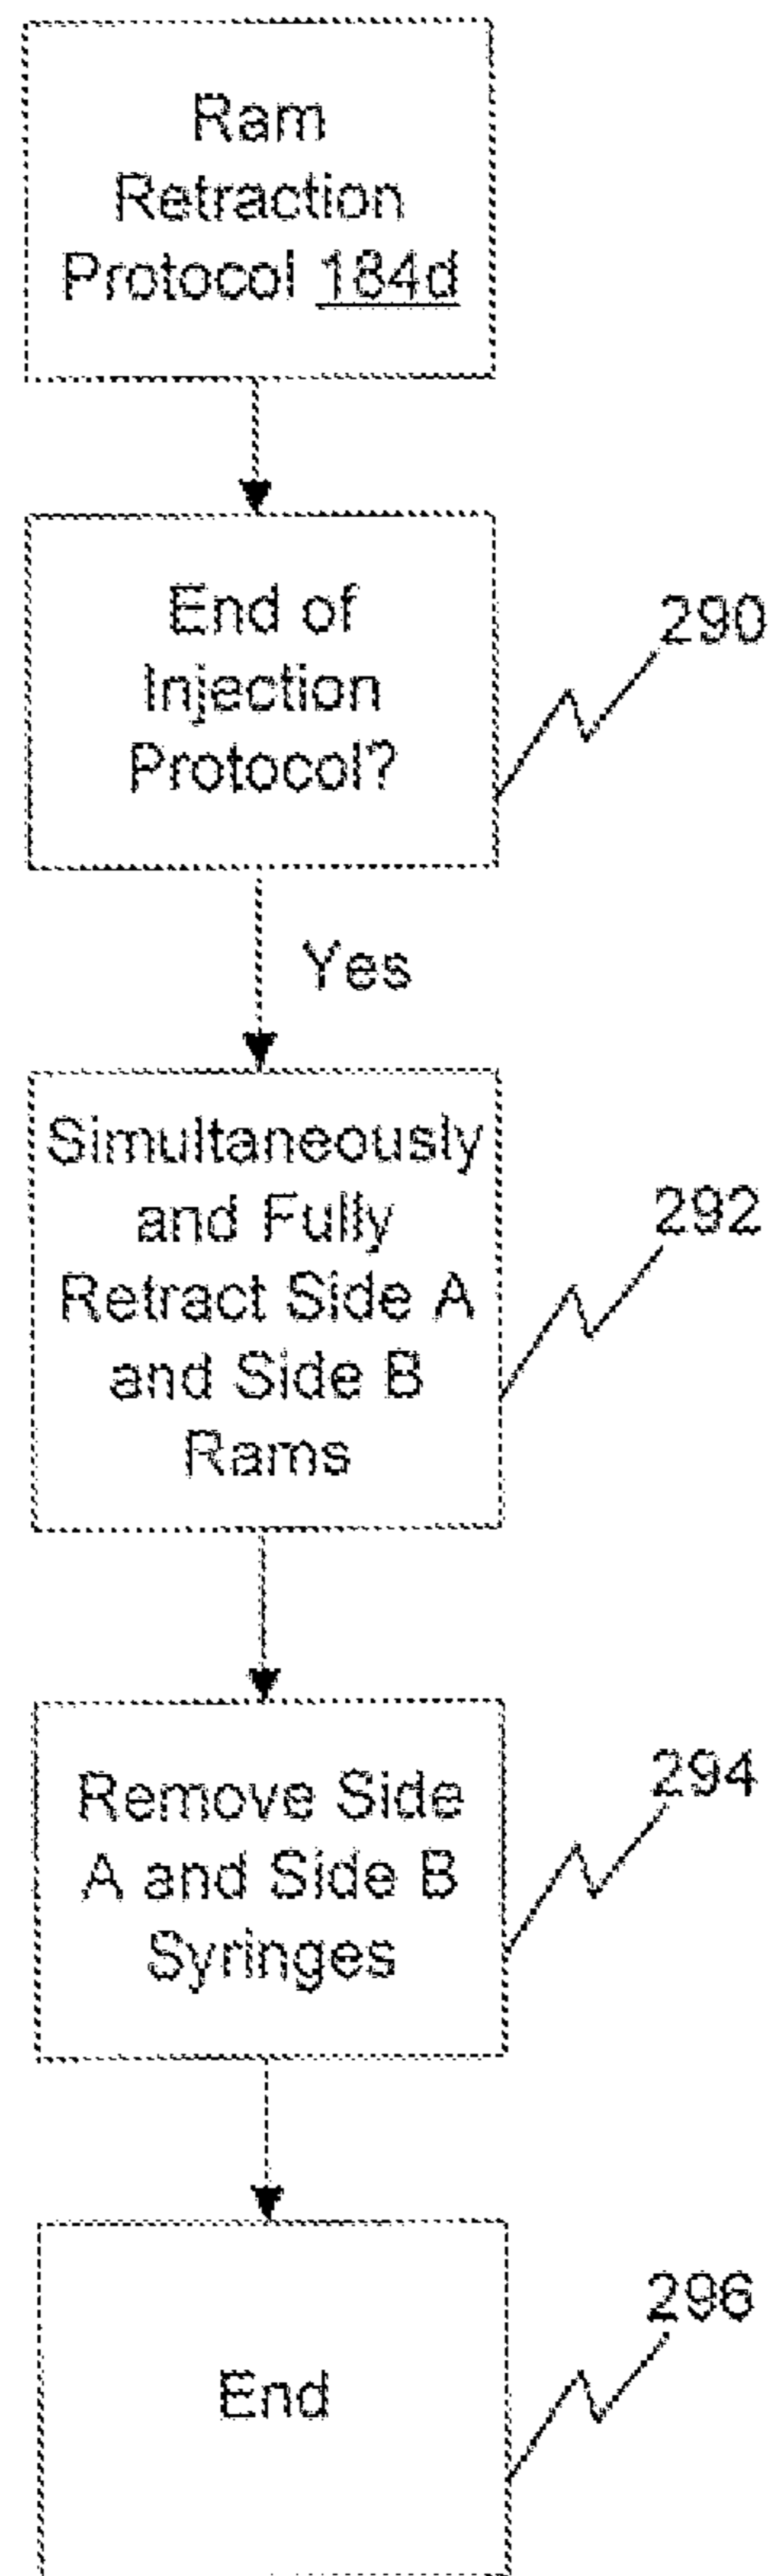 Ram
Retraction
Protocol 184d
End of
Injection
Protocol?
290
Yes
Simultaneously
and Fully
Retract Side A
and Side B
Rams
292
Remove Side
A and Side B
Syringes
294
End
296